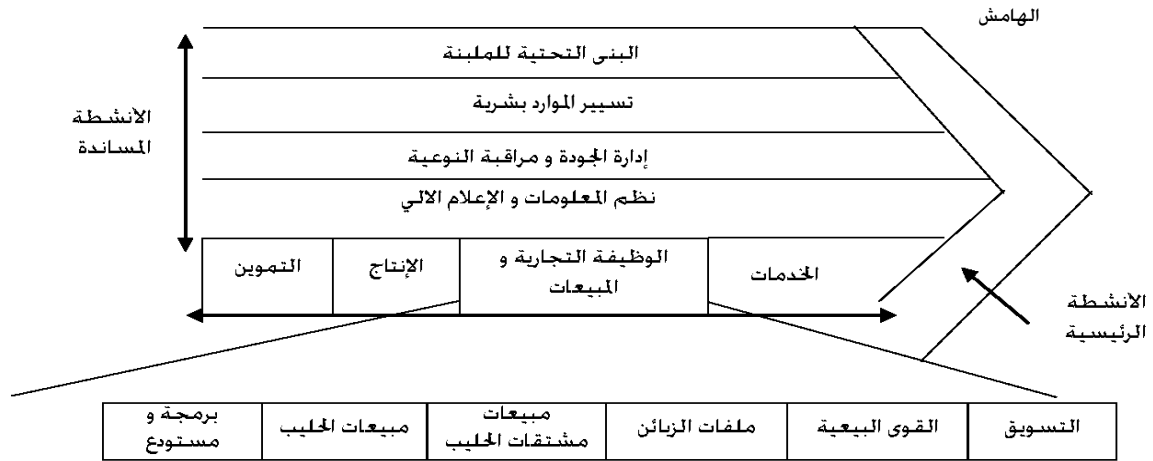 الهامش
البنى التحتية للملبنة
تسيير الموارد بشرية
الأنشطة
المساندة
إدارة الجودة و مراقبة النوعية
نظم المعلومات و الإعلام الالي
الخدمات
الوظيفة التجارية و
المبيعات
الإنتاج
التموين
الأنشطة
الرئيسية
التسويق
القوى البيعية
ملفات الزبائن
مبيعات
مشتقات الحليب
مبيعات الحليب
برمجة و
مستودع